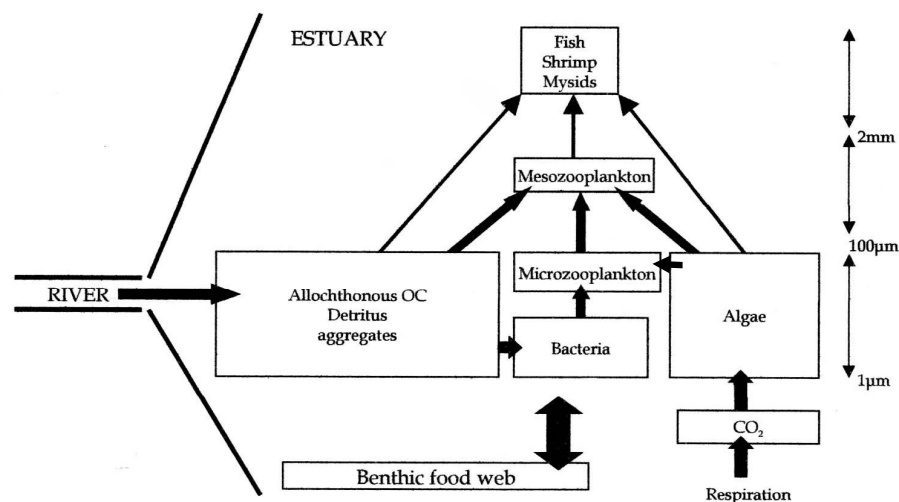 ESTUARY
Fish
Shrimp
Mysids
2mm
Mesozooplankton
100μm
RIVER
Allochthonous OC
Detritus
aggregates
Microzooplankton
Algae
Bacteria
1μm
CO₂
Benthic food web
Respiration